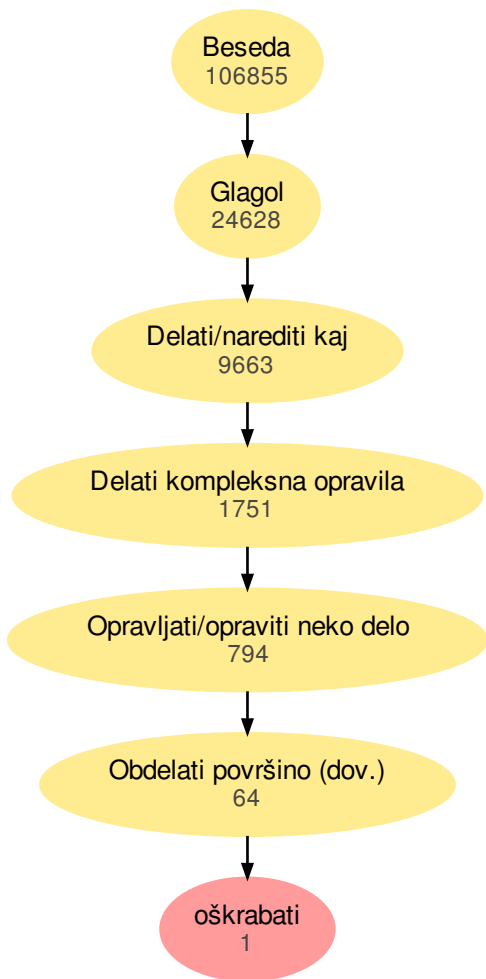 Beseda
106855
Glagol
24628
Delati/narediti kaj
9663
Delati kompleksna opravila
1751
Opravljati/opraviti neko delo
794
Obdelati površino (dov.)
64
oškrabati
1